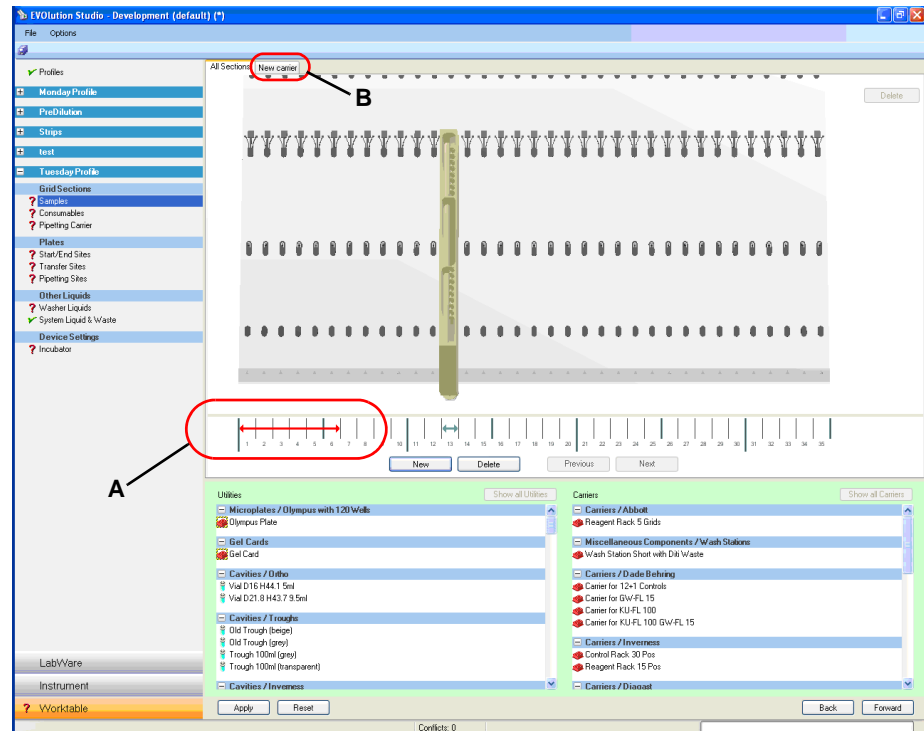 EVOlution Studio - Development (default) (*)
File Options
Profiles
Monday Profile
PreDilution
Strips
test
Tuesday Profile
Grid Sections
Samples
Consumables
Pipetting Carrier
Plates
Start/End Sites
Transfer Sites
Pipetting Sites
Other Liquids
Washer Liquids
System Liquid & Waste
Device Settings
Incubator
LabWare
Instrument
Worktable
All Sections New carrier
B
Delete
A
1 2 3 4 5 6 7 8 10 11 12 13 14 15 16 17 18 19 20 21 22 23 24 25 26 27 28 29 30 31 32 33 34 35
New Delete Previous Next
Utilities Show all Utilities
Microplates / Olympus with 120 Wells
Olympus Plate
Gel Cards
Gel Card
Cavities / Ortho
Vial D16 H44.1 5ml
Vial D21.8 H43.7 9.5ml
Cavities / Troughs
Old Trough (beige)
Old Trough (grey)
Trough 100ml (grey)
Trough 100ml (transparent)
Cavities / Inverness
Carriers Show all Carriers
Carriers / Abbott
Reagent Rack 5 Grids
Miscellaneous Components / Wash Stations
Wash Station Short with Diti Waste
Carriers / Dade Behring
Carrier for 12+1 Controls
Carrier for GW-FL 15
Carrier for KU-FL 100
Carrier for KU-FL 100 GW-FL 15
Carriers / Inverness
Control Rack 30 Pos
Reagent Rack 15 Pos
Carriers / Diagast
Apply Reset Back Forward
Conflicts: 0